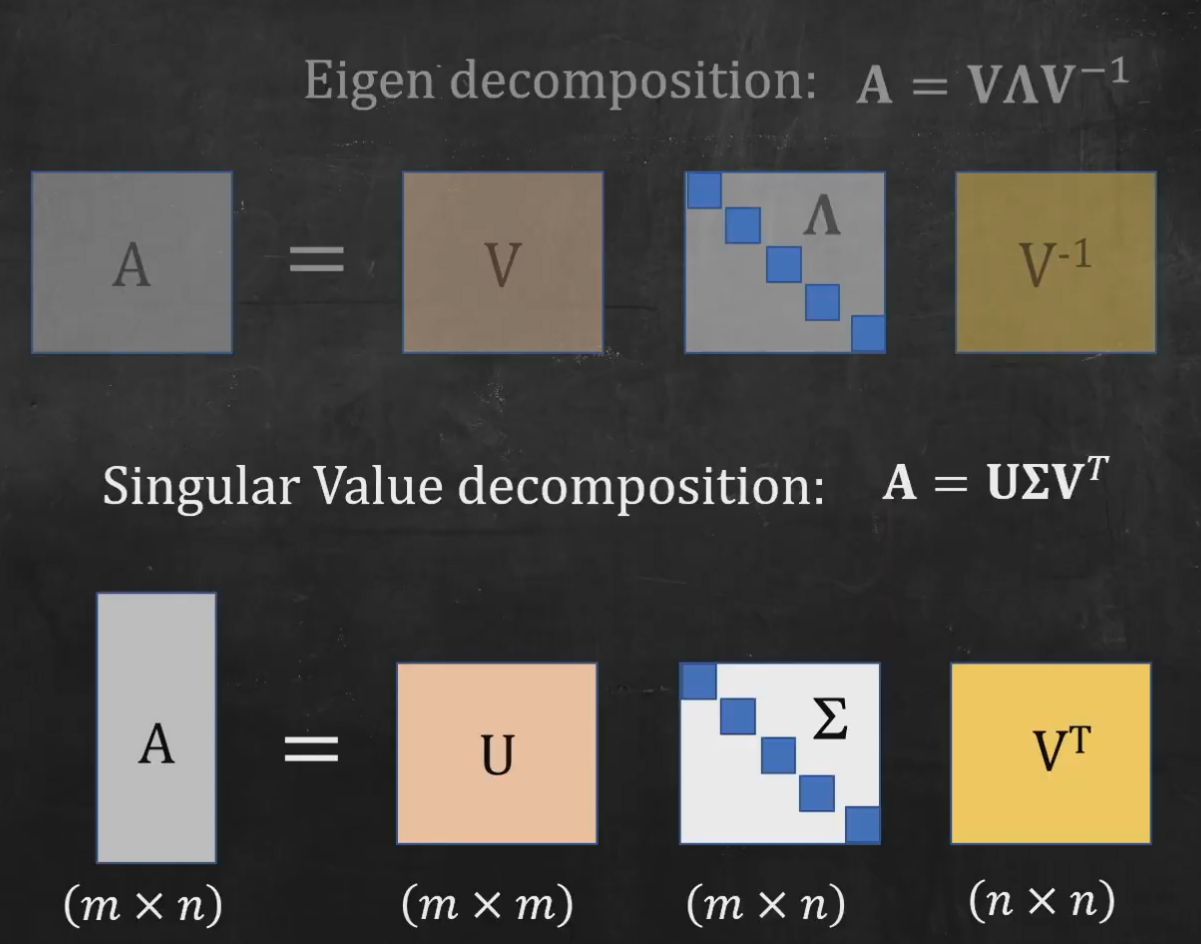 Eigen decomposition: A = VΛV⁻¹
A = V Λ V⁻¹
Singular Value decomposition: A = UΣVᵀ
A = U Σ Vᵀ
(m × n) (m × m) (m × n) (n × n)